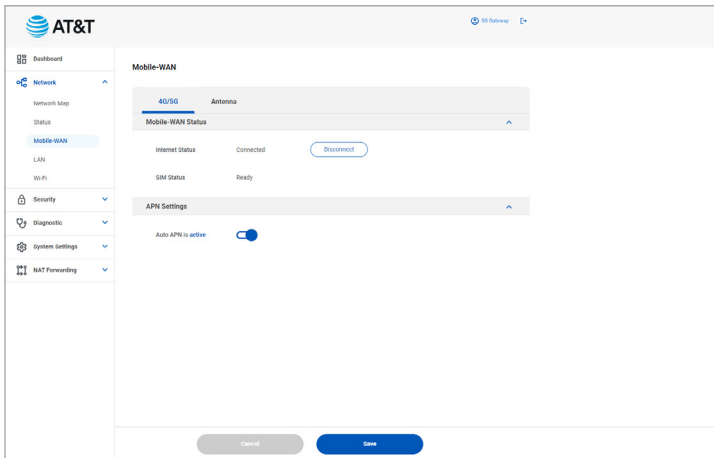 AT&T
5G Gateway
Dashboard
Network
Network Map
Status
Mobile-WAN
LAN
Wi-Fi
Security
Diagnostic
System Settings
NAT Forwarding
Mobile-WAN
4G/5G Antenna
Mobile-WAN Status
Internet Status Connected Disconnect
SIM Status Ready
APN Settings
Auto APN is active
Cancel Save